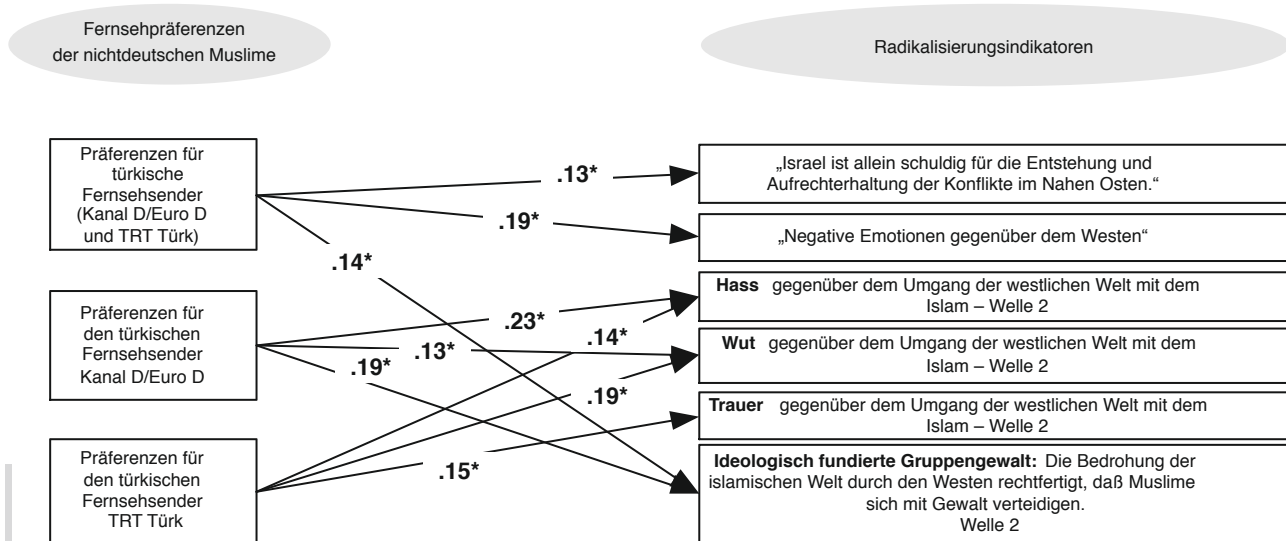 Fernsehpräferenzen
der nichtdeutschen Muslime
Radikalisierungsindikatoren
Präferenzen für
türkische
Fernsehsender
(Kanal D/Euro D
und TRT Türk)
Präferenzen für
den türkischen
Fernsehsender
Kanal D/Euro D
Präferenzen für
den türkischen
Fernsehsender
TRT Türk
.13*
.19*
.14*
.23*
.14*
.13*
.19*
.19*
.15*
„Israel ist allein schuldig für die Entstehung und
Aufrechterhaltung der Konflikte im Nahen Osten.“
„Negative Emotionen gegenüber dem Westen“
Hass gegenüber dem Umgang der westlichen Welt mit dem
Islam – Welle 2
Wut gegenüber dem Umgang der westlichen Welt mit dem
Islam – Welle 2
Trauer gegenüber dem Umgang der westlichen Welt mit dem
Islam – Welle 2
Ideologisch fundierte Gruppengewalt: Die Bedrohung der
islamischen Welt durch den Westen rechtfertigt, daß Muslime
sich mit Gewalt verteidigen.
Welle 2